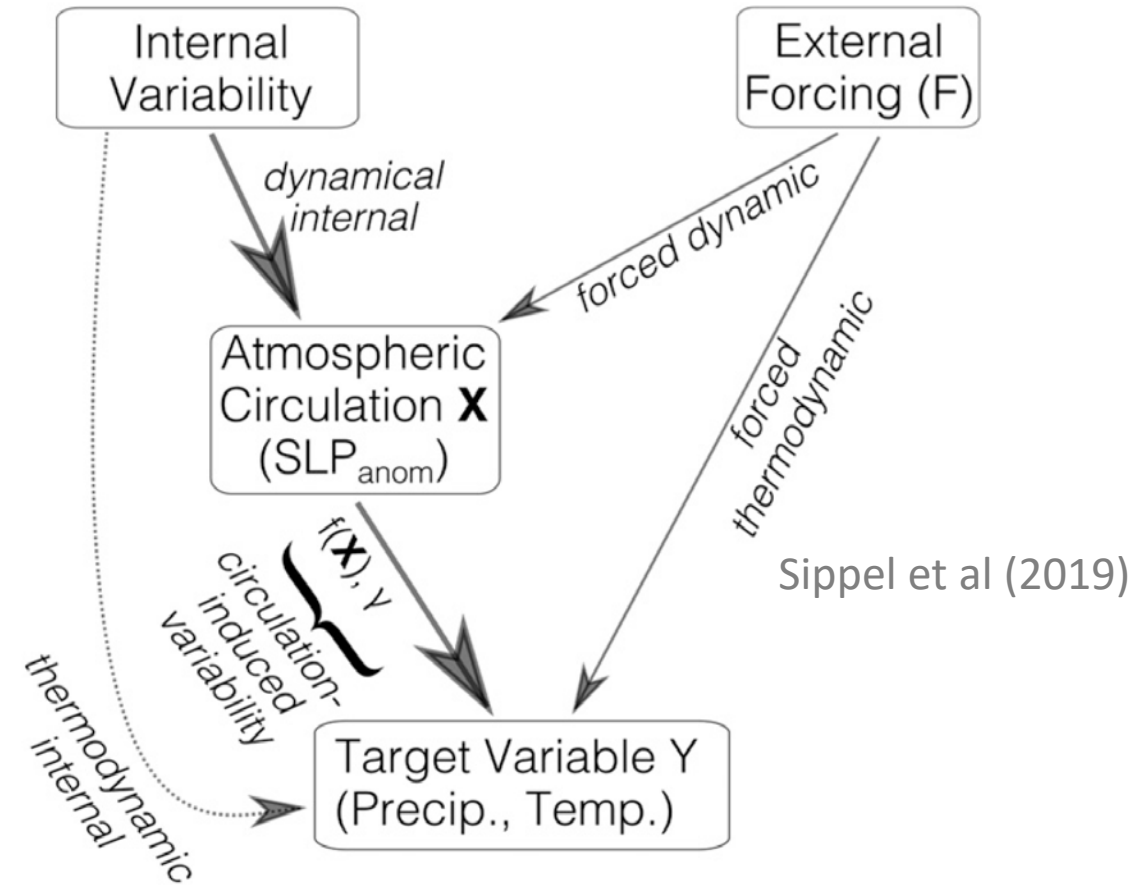 Internal
Variability
External
Forcing (F)
dynamical
internal
forced dynamic
Atmospheric
Circulation X
(SLPanom)
forced
thermodynamic
f(X), γ
circulation-
induced
variability
Sippel et al (2019)
thermodynamic
internal
Target Variable Y
(Precip., Temp.)